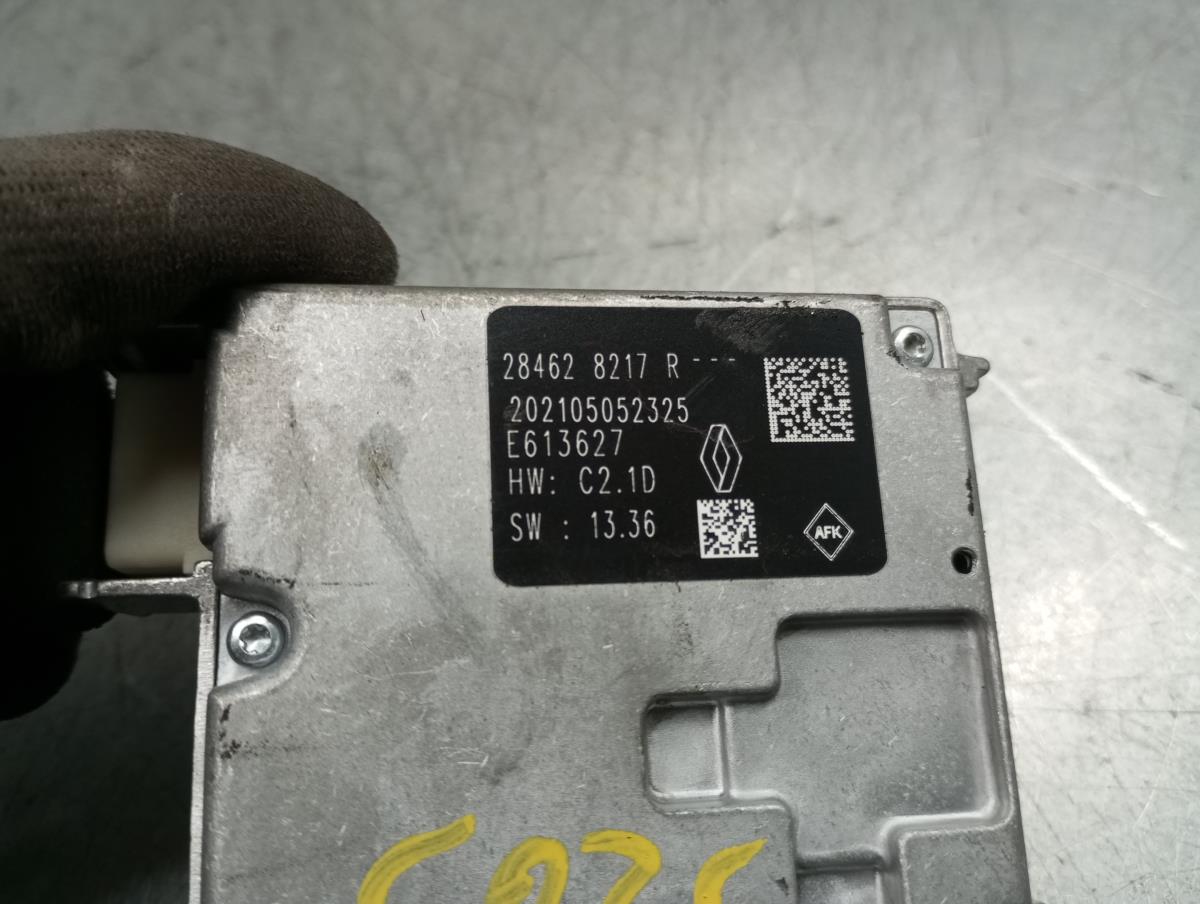 28462 8217 R ---
202105052325
E613627
HW: C2.1D
SW : 13.36
AFK